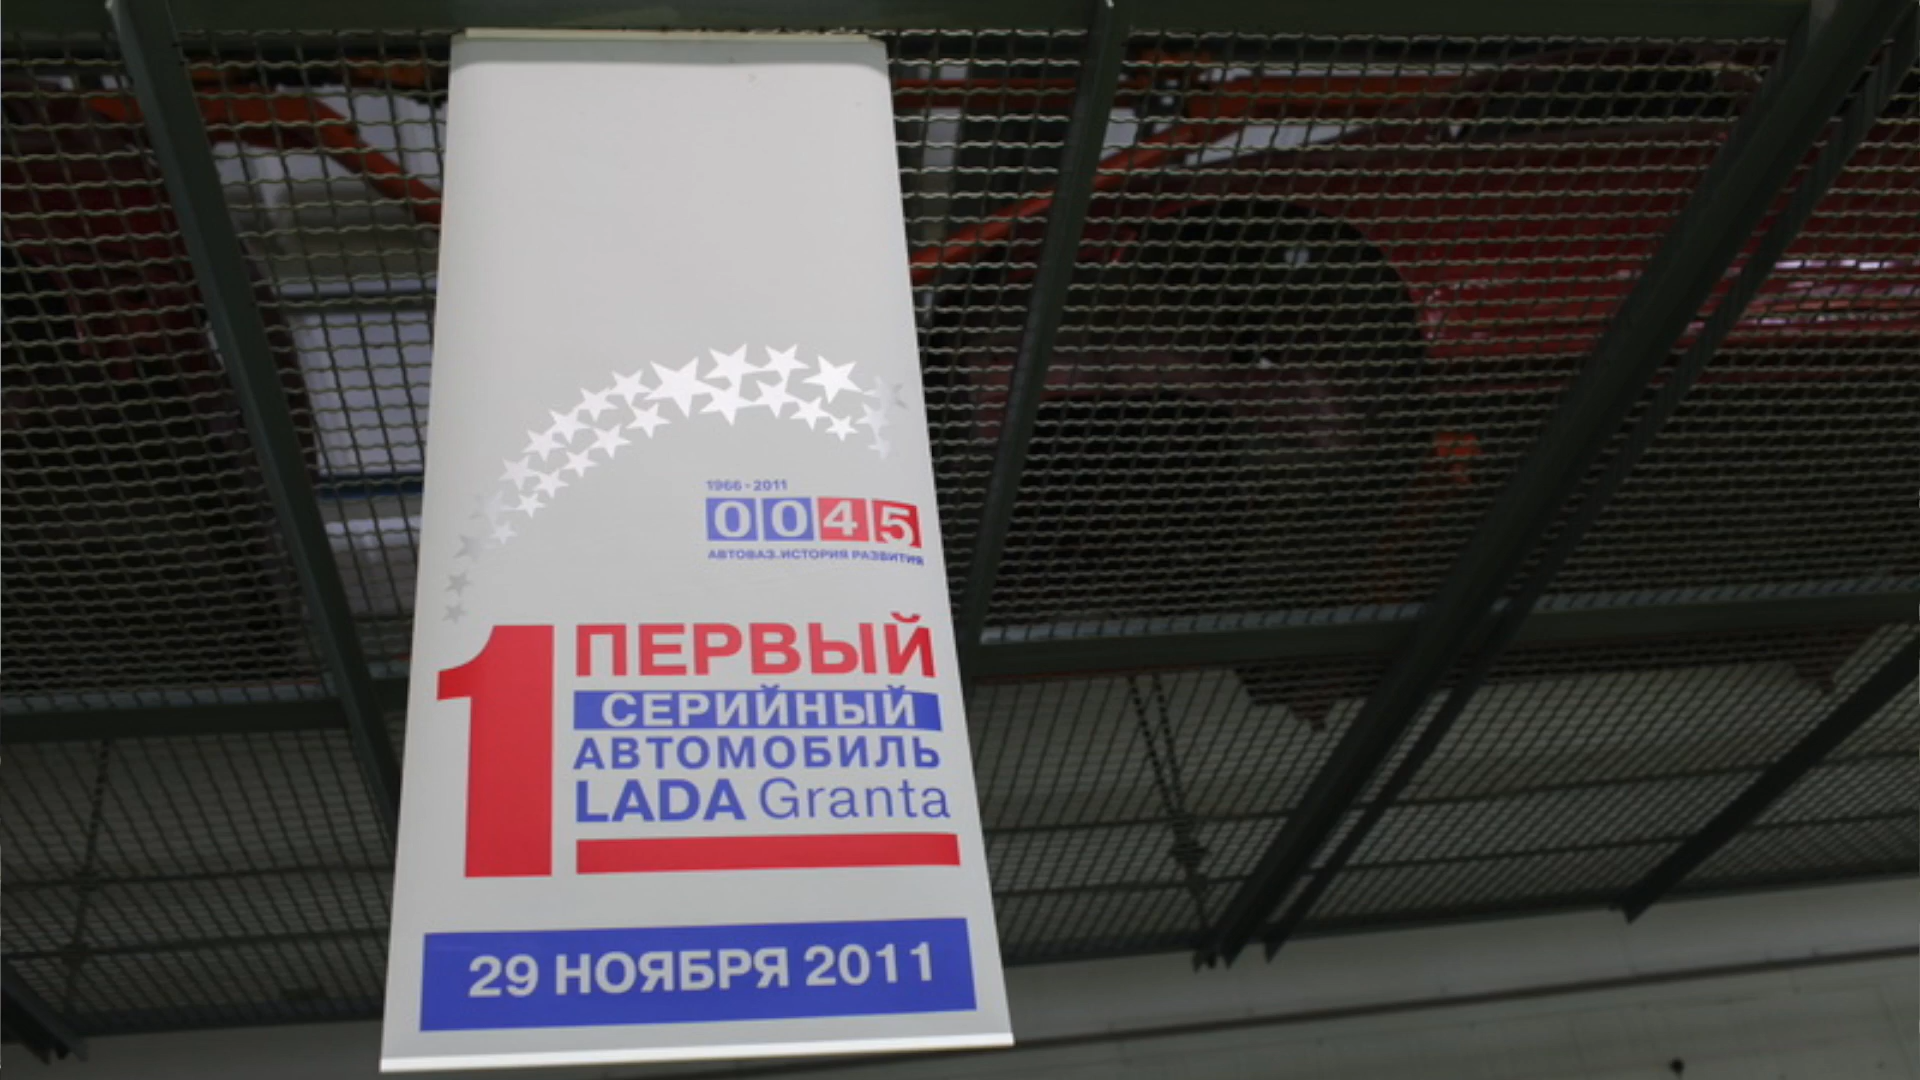 1966-2011
0045
АВТОВАЗ.ИСТОРИЯ РАЗВИТИЯ
1 ПЕРВЫЙ
СЕРИЙНЫЙ
АВТОМОБИЛЬ
LADA Granta
29 НОЯБРЯ 2011